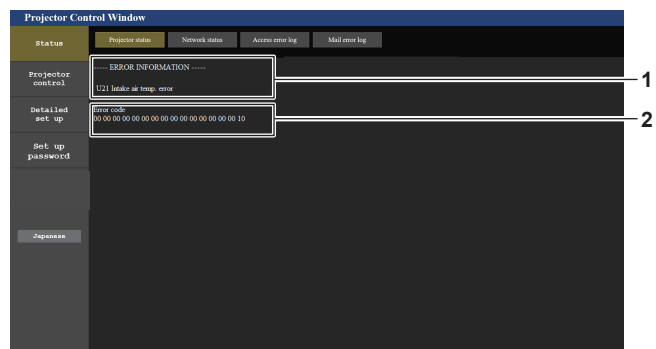 Projector Control Window
Status
Projector status
Network status
Access error log
Mail error log
----- ERROR INFORMATION -----
U21 Intake air temp. error
1
Error code
00 00 00 00 00 00 00 00 00 00 00 00 00 00 00 10
2
Projector
control
Detailed
set up
Set up
password
Japanese